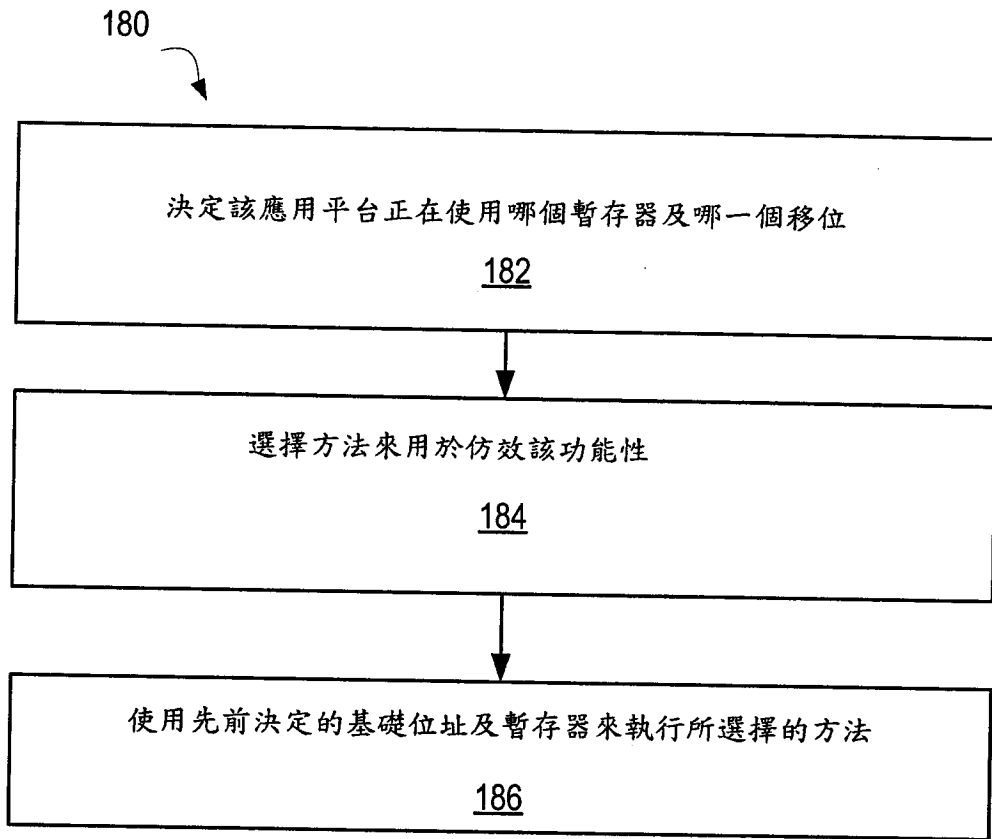 180
決定該應用平台正在使用哪個暫存器及哪一個移位
182
選擇方法來用於仿效該功能性
184
使用先前決定的基礎位址及暫存器來執行所選擇的方法
186